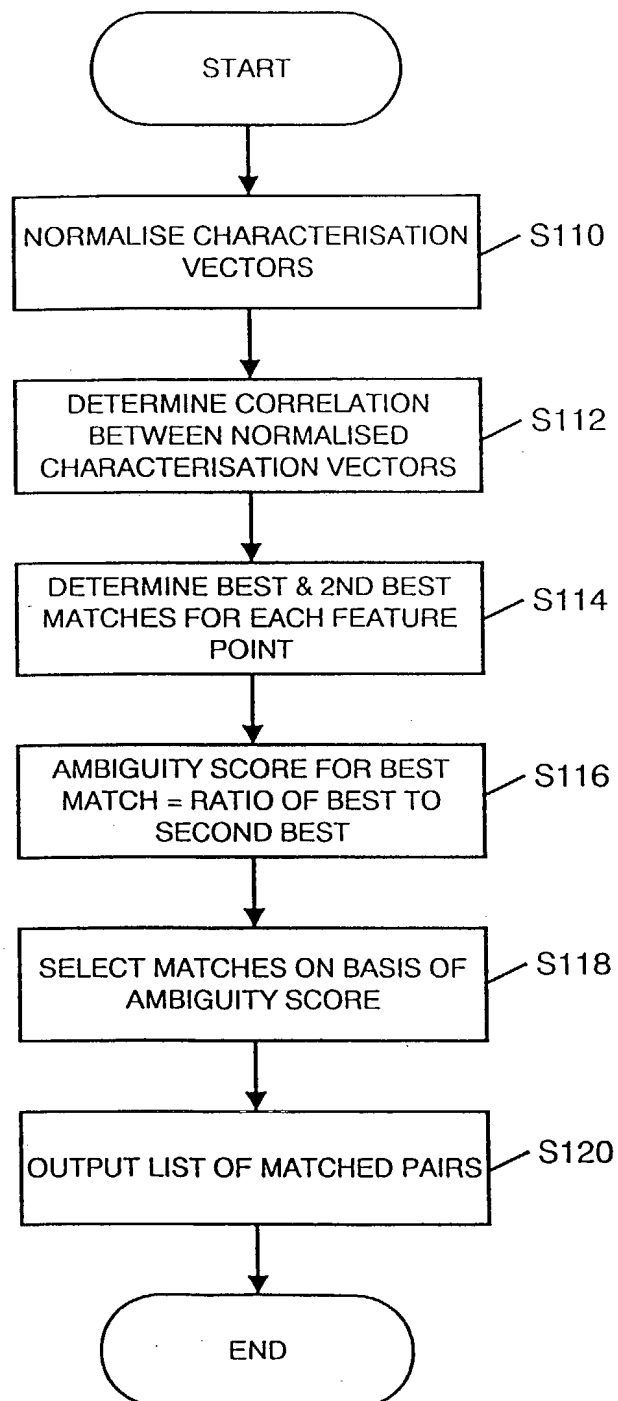 START
NORMALISE CHARACTERISATION
VECTORS
S110
DETERMINE CORRELATION
BETWEEN NORMALISED
CHARACTERISATION VECTORS
S112
DETERMINE BEST & 2ND BEST
MATCHES FOR EACH FEATURE
POINT
S114
AMBIGUITY SCORE FOR BEST
MATCH = RATIO OF BEST TO
SECOND BEST
S116
SELECT MATCHES ON BASIS OF
AMBIGUITY SCORE
S118
OUTPUT LIST OF MATCHED PAIRS
S120
END